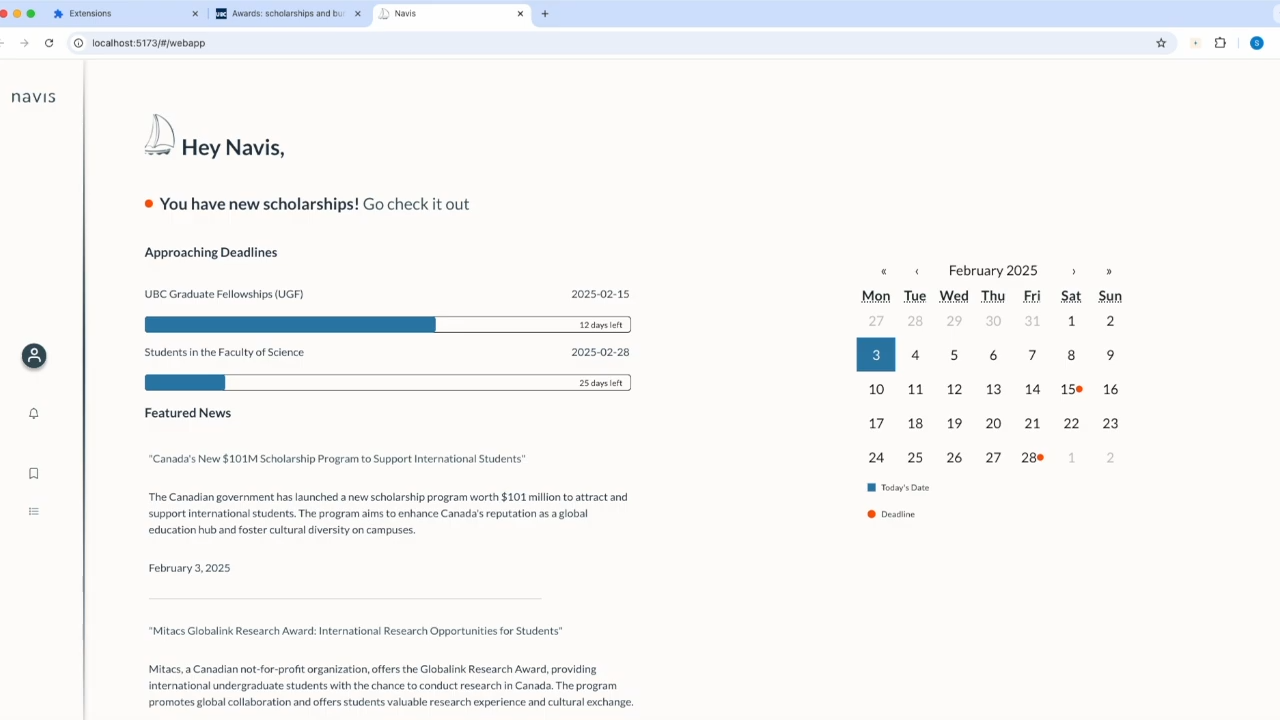 Extensions
UBC
Awards: scholarships and bur
Navis
localhost:5173/#/webapp
S
navis
Hey Navis,
You have new scholarships! Go check it out
Approaching Deadlines
UBC Graduate Fellowships (UGF) 2025-02-15
12 days left
Students in the Faculty of Science 2025-02-28
25 days left
Featured News
"Canada's New $101M Scholarship Program to Support International Students"
The Canadian government has launched a new scholarship program worth $101 million to attract and
support international students. The program aims to enhance Canada's reputation as a global
education hub and foster cultural diversity on campuses.
February 3, 2025
"Mitacs Globalink Research Award: International Research Opportunities for Students"
Mitacs, a Canadian not-for-profit organization, offers the Globalink Research Award, providing
international undergraduate students with the chance to conduct research in Canada. The program
promotes global collaboration and offers students valuable research experience and cultural exchange.
« ‹ February 2025 › »
Mon Tue Wed Thu Fri Sat Sun
27 28 29 30 31 1 2
3 4 5 6 7 8 9
10 11 12 13 14 15 16
17 18 19 20 21 22 23
24 25 26 27 28 1 2
Today's Date
Deadline